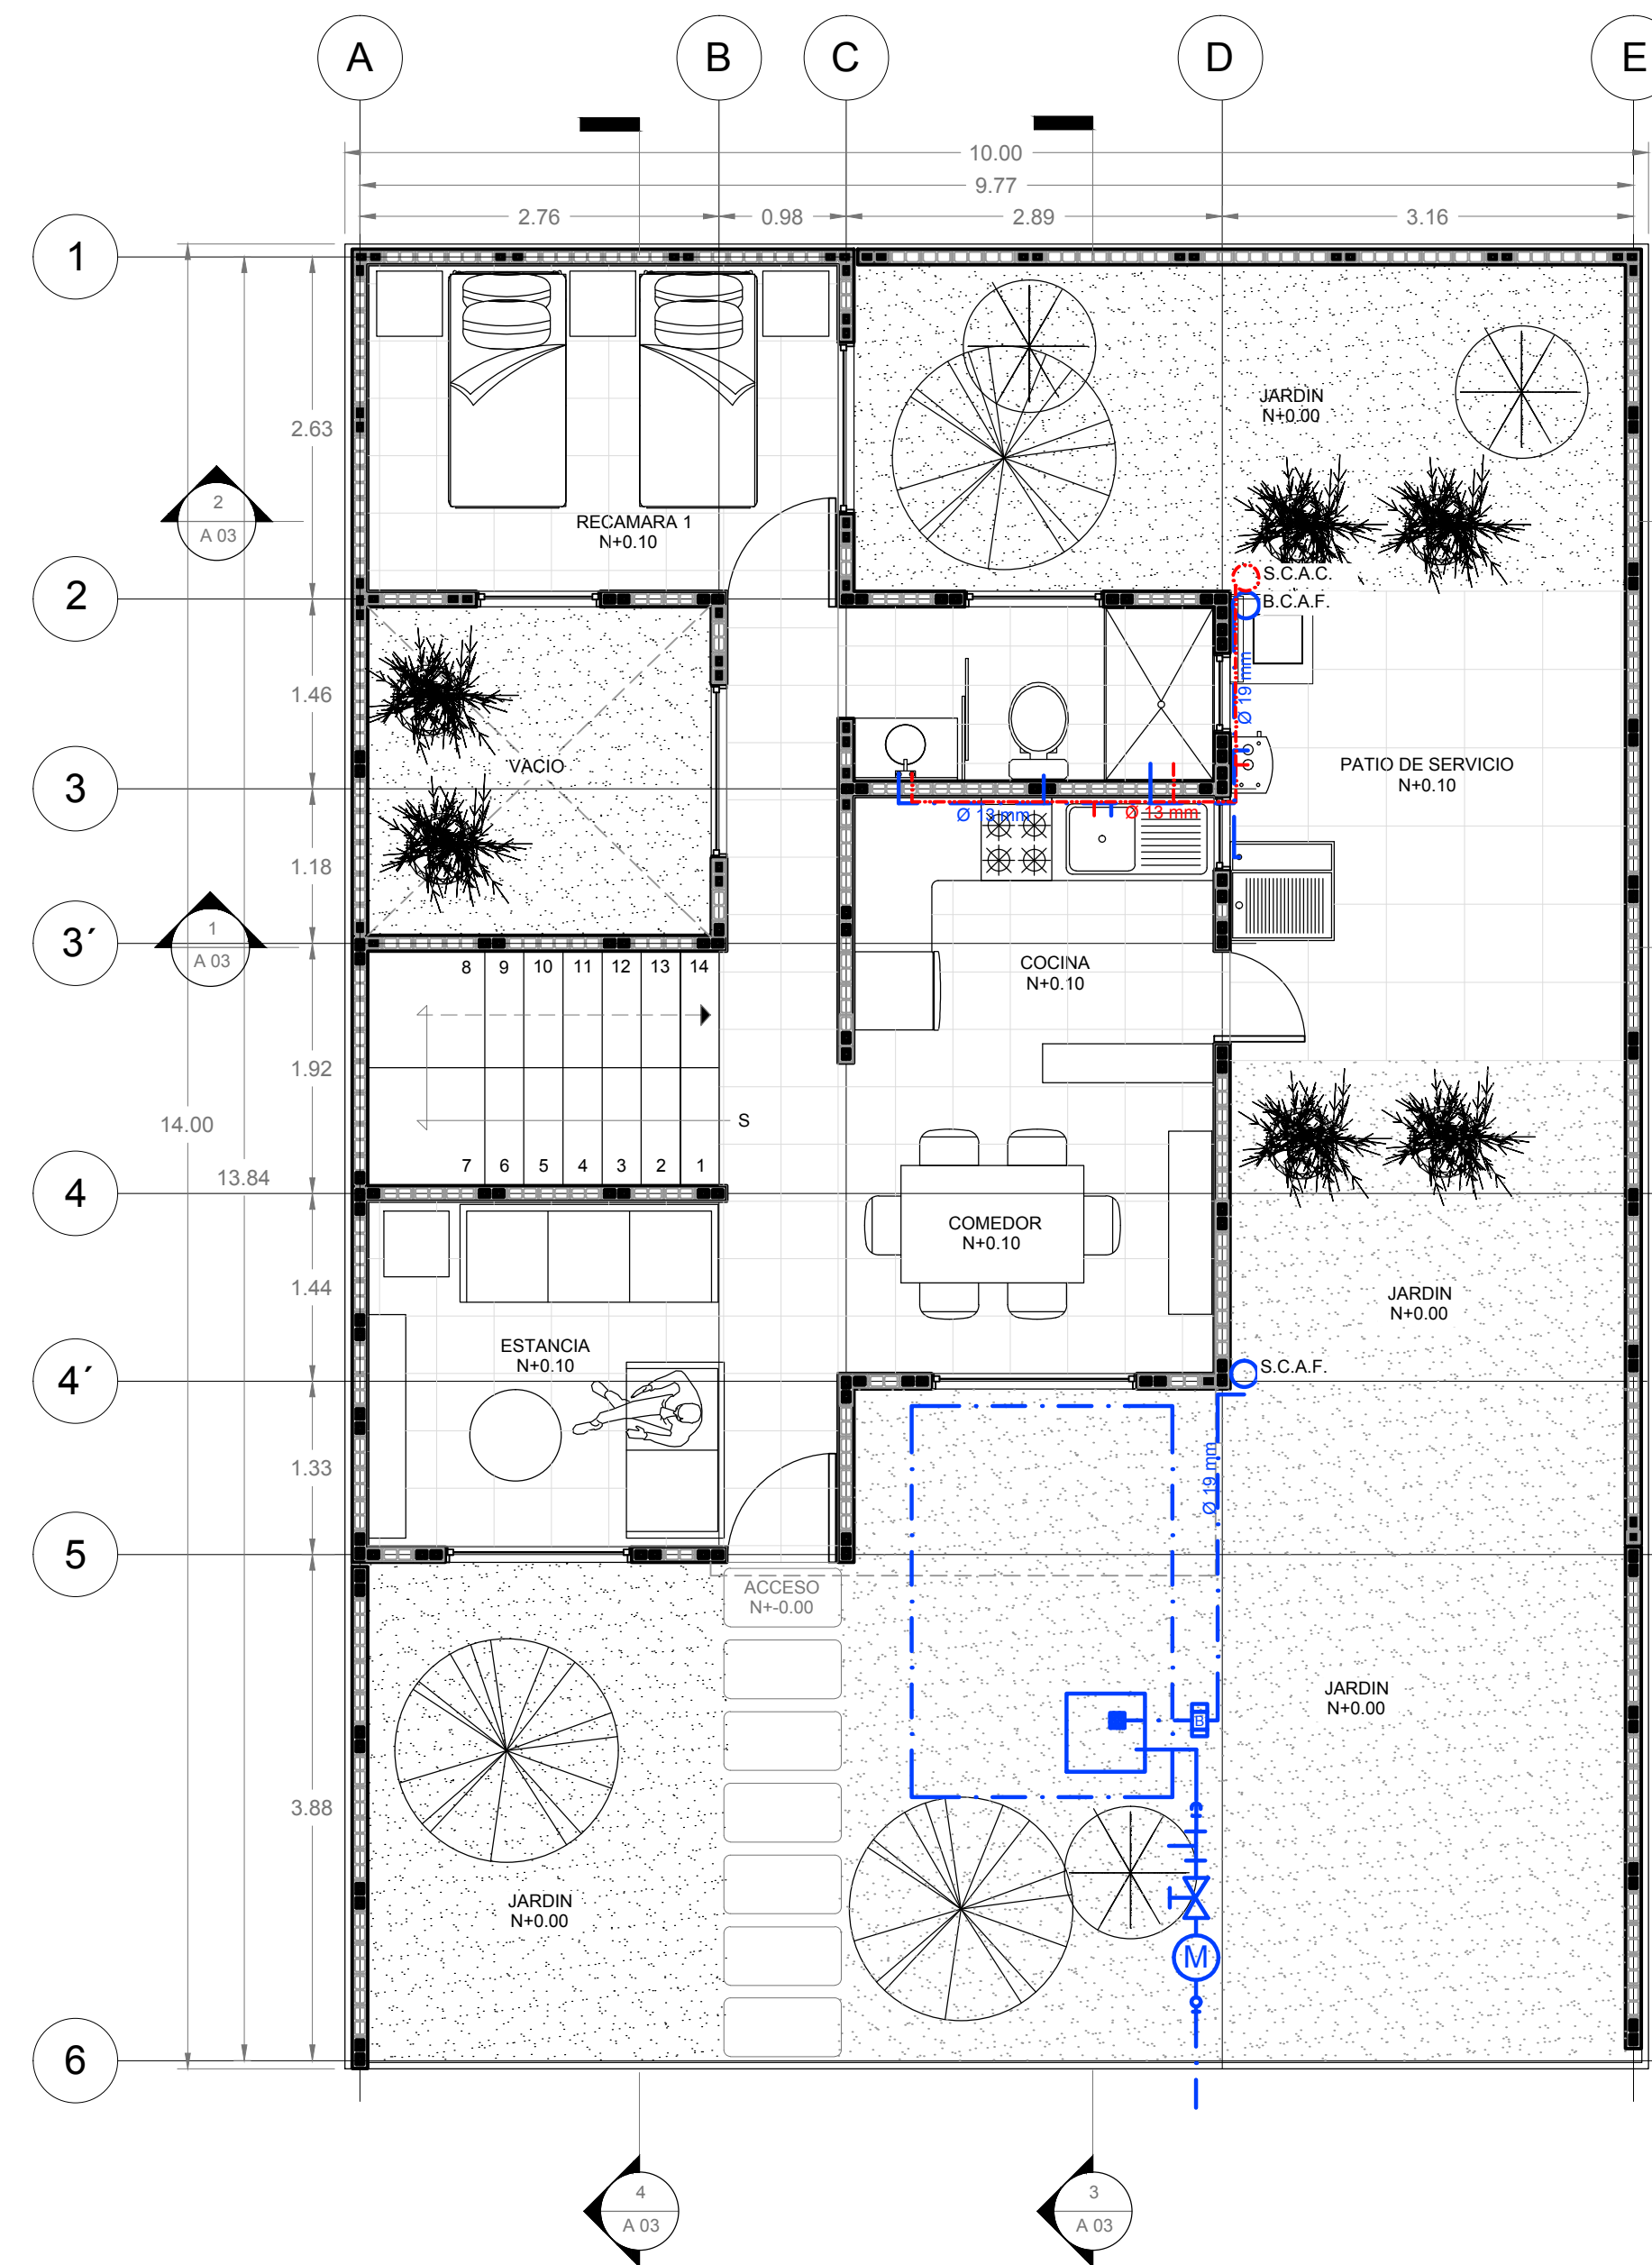 A B C D E
10.00
9.77
2.76 0.98 2.89 3.16
1
JARDIN
N+0.00
2.63
2
A 03
RECAMARA 1
N+0.10
S.C.A.C.
2
B.C.A.F.
Ø 19 mm
1.46
VACIO
PATIO DE SERVICIO
N+0.10
3
Ø 13 mm
Ø 13 mm
1.18
1
A 03
3´
8 9 10 11 12 13 14
COCINA
N+0.10
1.92
14.00
S
7 6 5 4 3 2 1
13.84
4
COMEDOR
N+0.10
1.44
JARDIN
N+0.00
ESTANCIA
N+0.10
S.C.A.F.
4´
1.33
Ø 19 mm
5
ACCESO
N+-0.00
JARDIN
N+0.00
B
3.88
JARDIN
N+0.00
M
6
4
A 03
3
A 03